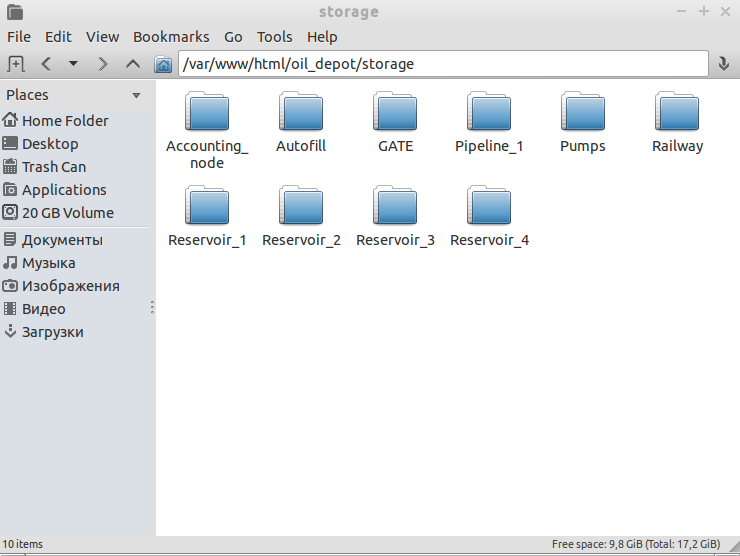 storage
File Edit View Bookmarks Go Tools Help
/var/www/html/oil_depot/storage
Places
Home Folder
Desktop
Trash Can
Applications
20 GB Volume
Документы
Музыка
Изображения
Видео
Загрузки
Accounting_
node
Autofill
GATE
Pipeline_1
Pumps
Railway
Reservoir_1
Reservoir_2
Reservoir_3
Reservoir_4
10 items
Free space: 9,8 GiB (Total: 17,2 GiB)